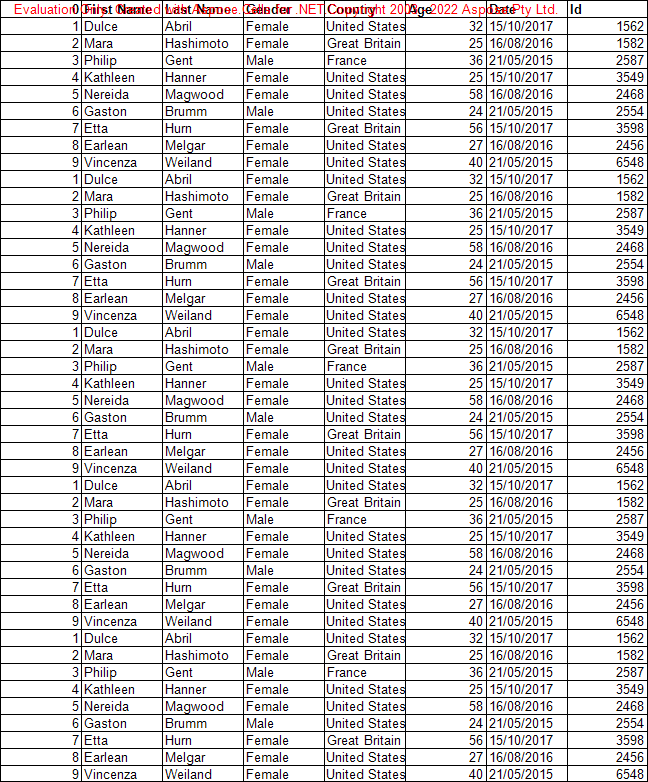 Evaluation Only. Created with Aspose.Cells for .NET. Copyright 2003 - 2022 Aspose Pty Ltd.
0 First Name Last Name Gender Country Age Date Id
1 Dulce Abril Female United States 32 15/10/2017 1562
2 Mara Hashimoto Female Great Britain 25 16/08/2016 1582
3 Philip Gent Male France 36 21/05/2015 2587
4 Kathleen Hanner Female United States 25 15/10/2017 3549
5 Nereida Magwood Female United States 58 16/08/2016 2468
6 Gaston Brumm Male United States 24 21/05/2015 2554
7 Etta Hurn Female Great Britain 56 15/10/2017 3598
8 Earlean Melgar Female United States 27 16/08/2016 2456
9 Vincenza Weiland Female United States 40 21/05/2015 6548
1 Dulce Abril Female United States 32 15/10/2017 1562
2 Mara Hashimoto Female Great Britain 25 16/08/2016 1582
3 Philip Gent Male France 36 21/05/2015 2587
4 Kathleen Hanner Female United States 25 15/10/2017 3549
5 Nereida Magwood Female United States 58 16/08/2016 2468
6 Gaston Brumm Male United States 24 21/05/2015 2554
7 Etta Hurn Female Great Britain 56 15/10/2017 3598
8 Earlean Melgar Female United States 27 16/08/2016 2456
9 Vincenza Weiland Female United States 40 21/05/2015 6548
1 Dulce Abril Female United States 32 15/10/2017 1562
2 Mara Hashimoto Female Great Britain 25 16/08/2016 1582
3 Philip Gent Male France 36 21/05/2015 2587
4 Kathleen Hanner Female United States 25 15/10/2017 3549
5 Nereida Magwood Female United States 58 16/08/2016 2468
6 Gaston Brumm Male United States 24 21/05/2015 2554
7 Etta Hurn Female Great Britain 56 15/10/2017 3598
8 Earlean Melgar Female United States 27 16/08/2016 2456
9 Vincenza Weiland Female United States 40 21/05/2015 6548
1 Dulce Abril Female United States 32 15/10/2017 1562
2 Mara Hashimoto Female Great Britain 25 16/08/2016 1582
3 Philip Gent Male France 36 21/05/2015 2587
4 Kathleen Hanner Female United States 25 15/10/2017 3549
5 Nereida Magwood Female United States 58 16/08/2016 2468
6 Gaston Brumm Male United States 24 21/05/2015 2554
7 Etta Hurn Female Great Britain 56 15/10/2017 3598
8 Earlean Melgar Female United States 27 16/08/2016 2456
9 Vincenza Weiland Female United States 40 21/05/2015 6548
1 Dulce Abril Female United States 32 15/10/2017 1562
2 Mara Hashimoto Female Great Britain 25 16/08/2016 1582
3 Philip Gent Male France 36 21/05/2015 2587
4 Kathleen Hanner Female United States 25 15/10/2017 3549
5 Nereida Magwood Female United States 58 16/08/2016 2468
6 Gaston Brumm Male United States 24 21/05/2015 2554
7 Etta Hurn Female Great Britain 56 15/10/2017 3598
8 Earlean Melgar Female United States 27 16/08/2016 2456
9 Vincenza Weiland Female United States 40 21/05/2015 6548